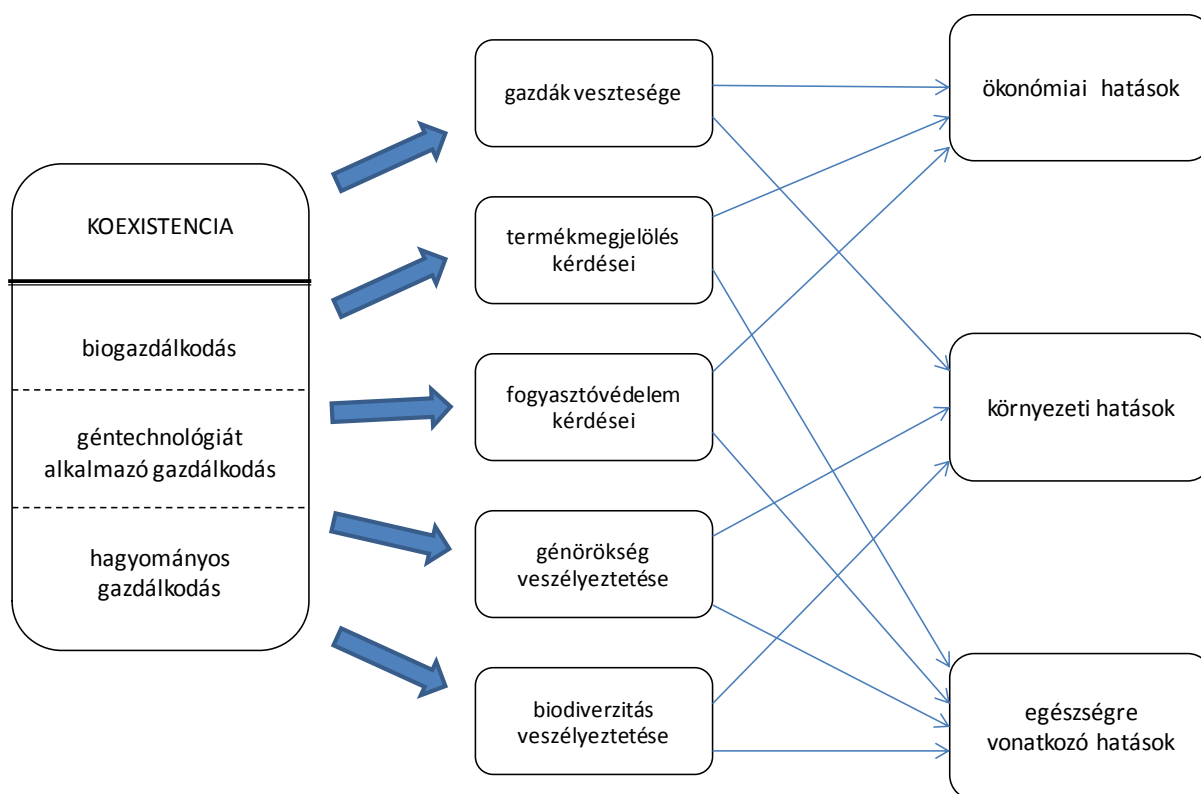 KOEXISTENCIA
biogazdálkodás
géntechnológiát
alkalmazó gazdálkodás
hagyományos
gazdálkodás
gazdák vesztesége
termékmegjelölés
kérdései
fogyasztóvédelem
kérdései
génörökség
veszélyeztetése
biodiverzitás
veszélyeztetése
ökonómiai hatások
környezeti hatások
egészségre
vonatkozó hatások